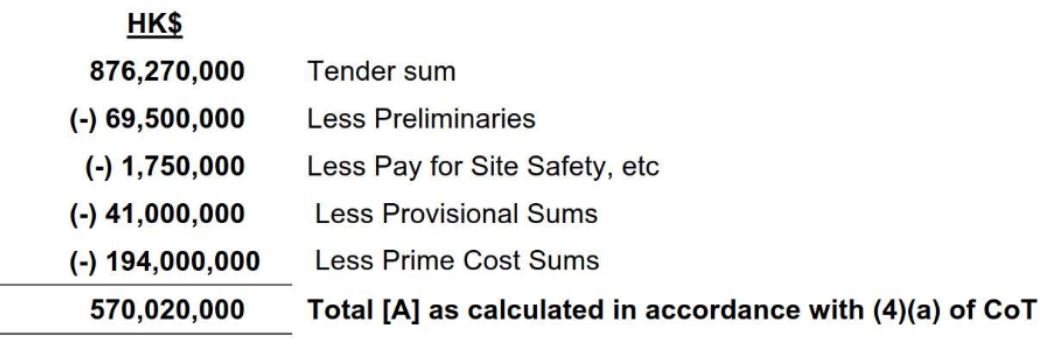 HK$
876,270,000 Tender sum
(-) 69,500,000 Less Preliminaries
(-) 1,750,000 Less Pay for Site Safety, etc
(-) 41,000,000 Less Provisional Sums
(-) 194,000,000 Less Prime Cost Sums
570,020,000 Total [A] as calculated in accordance with (4)(a) of CoT